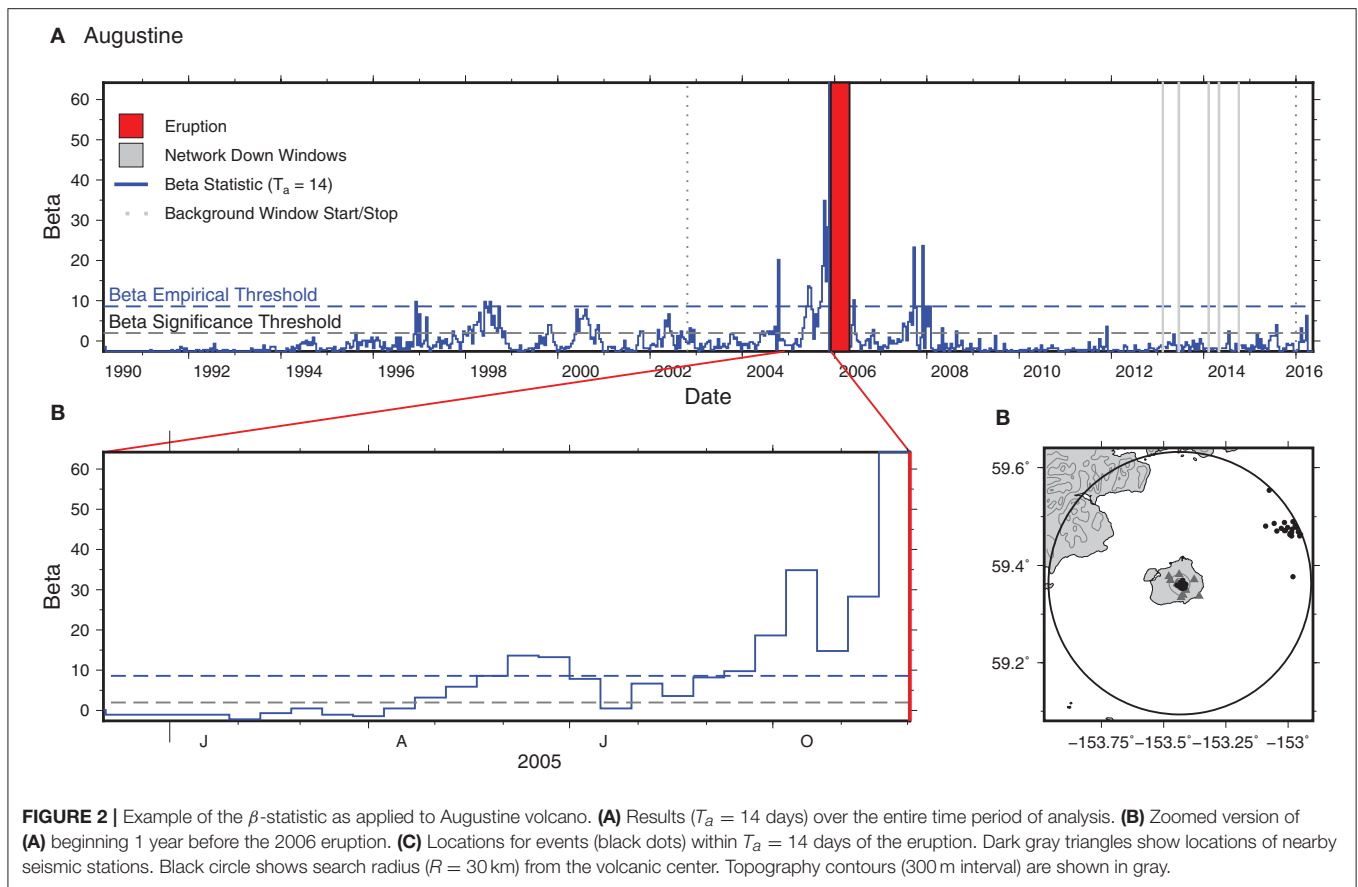 A Augustine
60
50
40
30
20
10
0
Beta
Eruption
Network Down Windows
Beta Statistic (Ta = 14)
Background Window Start/Stop
Beta Empirical Threshold
Beta Significance Threshold
1990 1992 1994 1996 1998 2000 2002 2004 2006 2008 2010 2012 2014 2016
Date
B
60
50
40
30
20
10
0
Beta
J A J O
2005
B
59.6°
59.4°
59.2°
−153.75° −153.5° −153.25° −153°
FIGURE 2 | Example of the β-statistic as applied to Augustine volcano. (A) Results (Ta = 14 days) over the entire time period of analysis. (B) Zoomed version of
(A) beginning 1 year before the 2006 eruption. (C) Locations for events (black dots) within Ta = 14 days of the eruption. Dark gray triangles show locations of nearby
seismic stations. Black circle shows search radius (R = 30 km) from the volcanic center. Topography contours (300 m interval) are shown in gray.